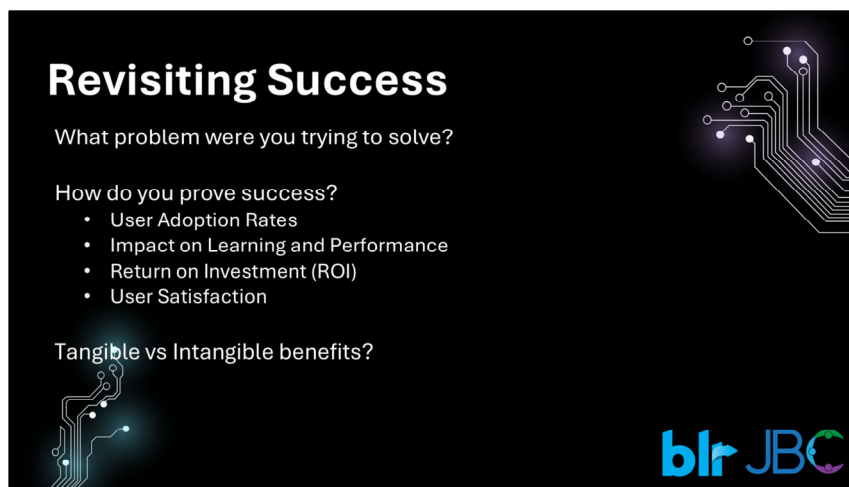 Revisiting Success
What problem were you trying to solve?
How do you prove success?
• User Adoption Rates
• Impact on Learning and Performance
• Return on Investment (ROI)
• User Satisfaction
Tangible vs Intangible benefits?
blr JBC